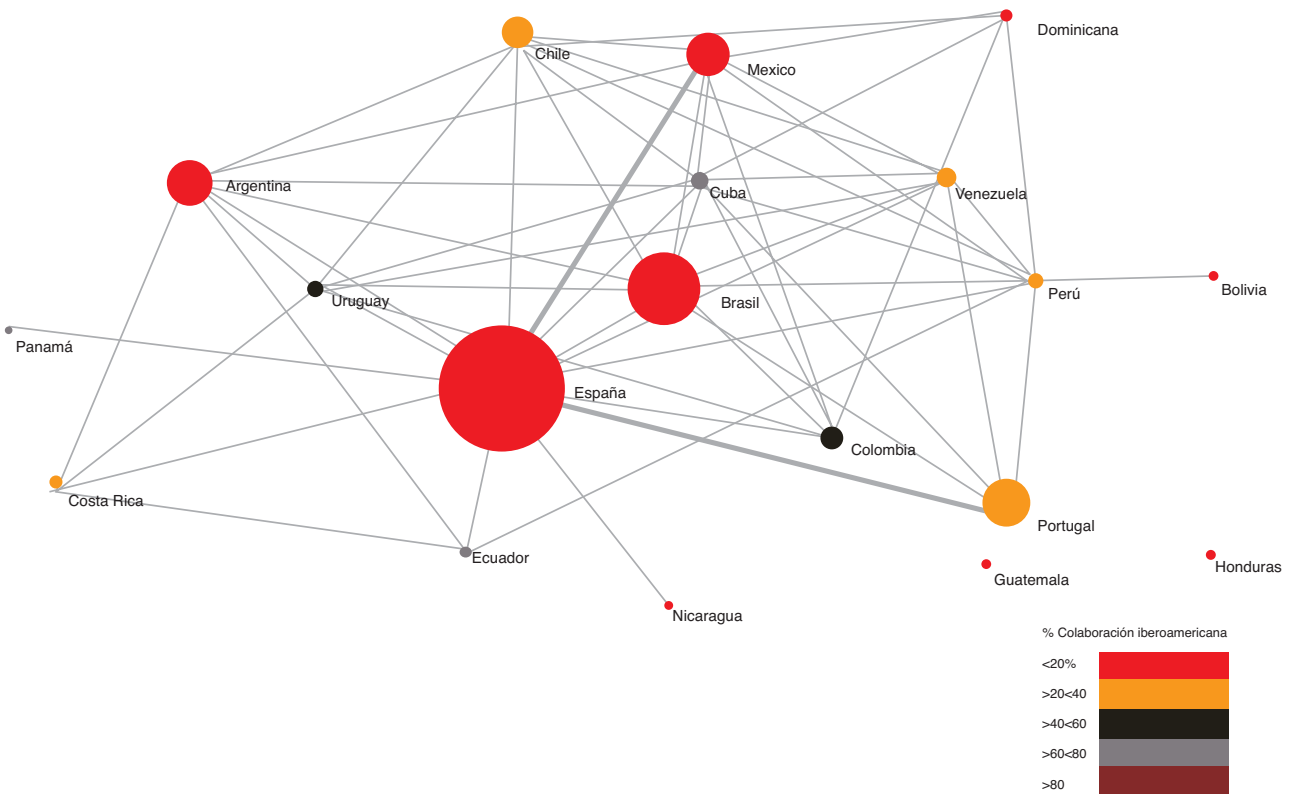 Dominicana
Chile
Mexico
Argentina
Cuba
Venezuela
Uruguay
Brasil
Perú
Bolivia
Panamá
España
Colombia
Costa Rica
Portugal
Ecuador
Honduras
Guatemala
Nicaragua
% Colaboración iberoamericana
<20%
>20<40
>40<60
>60<80
>80